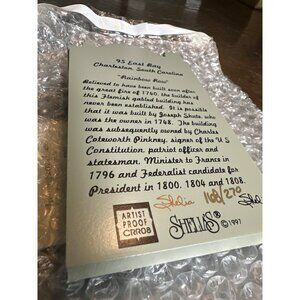 95 East Bay
Charleston, South Carolina
"Rainbow Row"
Believed to have been built soon after
the great fire of 1740, the builder of
this Flemish gabled building has
never been established. It is possible
that it was built by Joseph Shute, who
was the owner in 1748. The building
was subsequently owned by Charles
Coteworth Pinkney, signer of the U S
Constitution, patriot officer and
statesman, Minister to France in
1796 and Federalist candidate for
President in 1800, 1804 and 1808.
Shelia 168/270
ARTIST
PROOF
CRR08
SHELIA'S © 1997